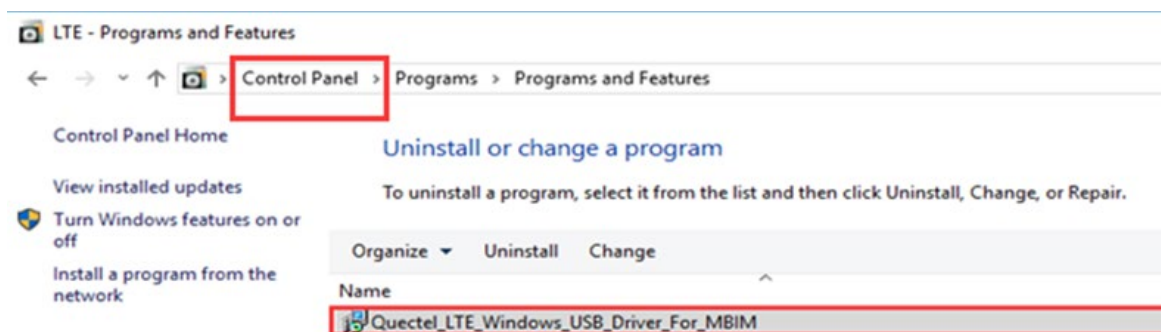 LTE - Programs and Features
Control Panel > Programs > Programs and Features
Control Panel Home
Uninstall or change a program
View installed updates
To uninstall a program, select it from the list and then click Uninstall, Change, or Repair.
Turn Windows features on or
off
Install a program from the
network
Organize Uninstall Change
Name
Quectel_LTE_Windows_USB_Driver_For_MBIM